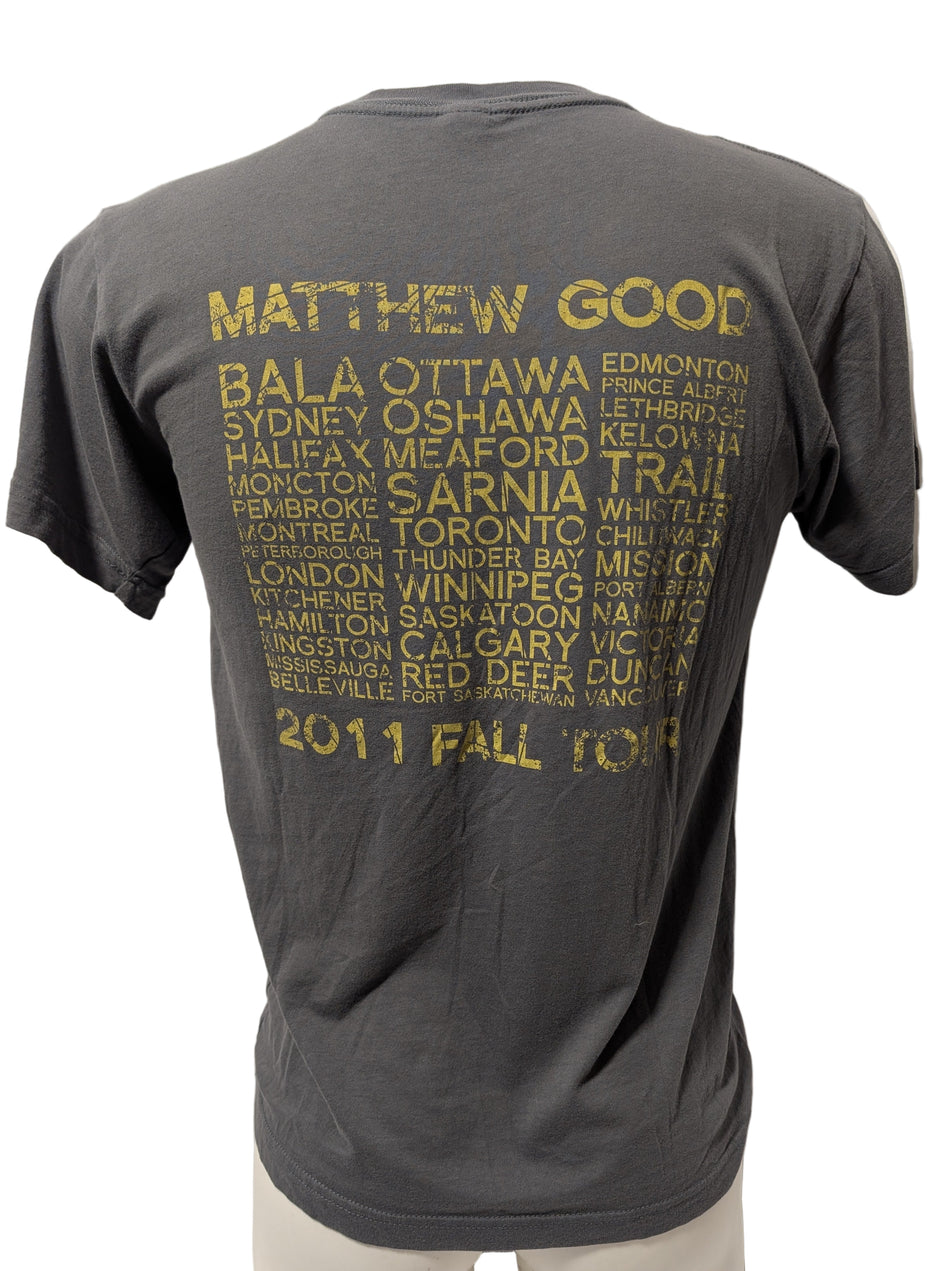 MATTHEW GOOD
BALA
SYDNEY
HALIFAX
MONCTON
PEMBROKE
MONTREAL
PETERBOROUGH
LONDON
KITCHENER
HAMILTON
KINGSTON
MISSISSAUGA
BELLEVILLE
OTTAWA
OSHAWA
MEAFORD
SARNIA
TORONTO
THUNDER BAY
WINNIPEG
SASKATOON
CALGARY
RED DEER
FORT SASKATCHEWAN
EDMONTON
PRINCE ALBERT
LETHBRIDGE
KELOWNA
TRAIL
WHISTLER
CHILLIWACK
MISSION
PORT ALBERNI
NANAIMO
VICTORIA
DUNCAN
VANCOUVER
2011 FALL TOUR